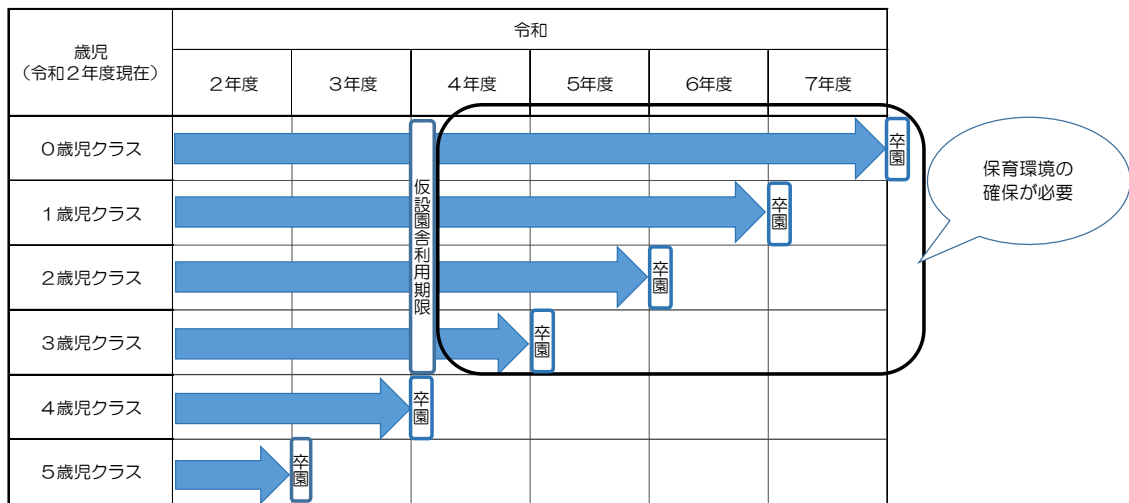 歳児
（令和２年度現在）
令和
２年度
３年度
４年度
５年度
６年度
７年度
０歳児クラス
卒園
１歳児クラス
卒園
２歳児クラス
卒園
３歳児クラス
卒園
４歳児クラス
卒園
５歳児クラス
卒園
仮設園舎利用期限
保育環境の
確保が必要